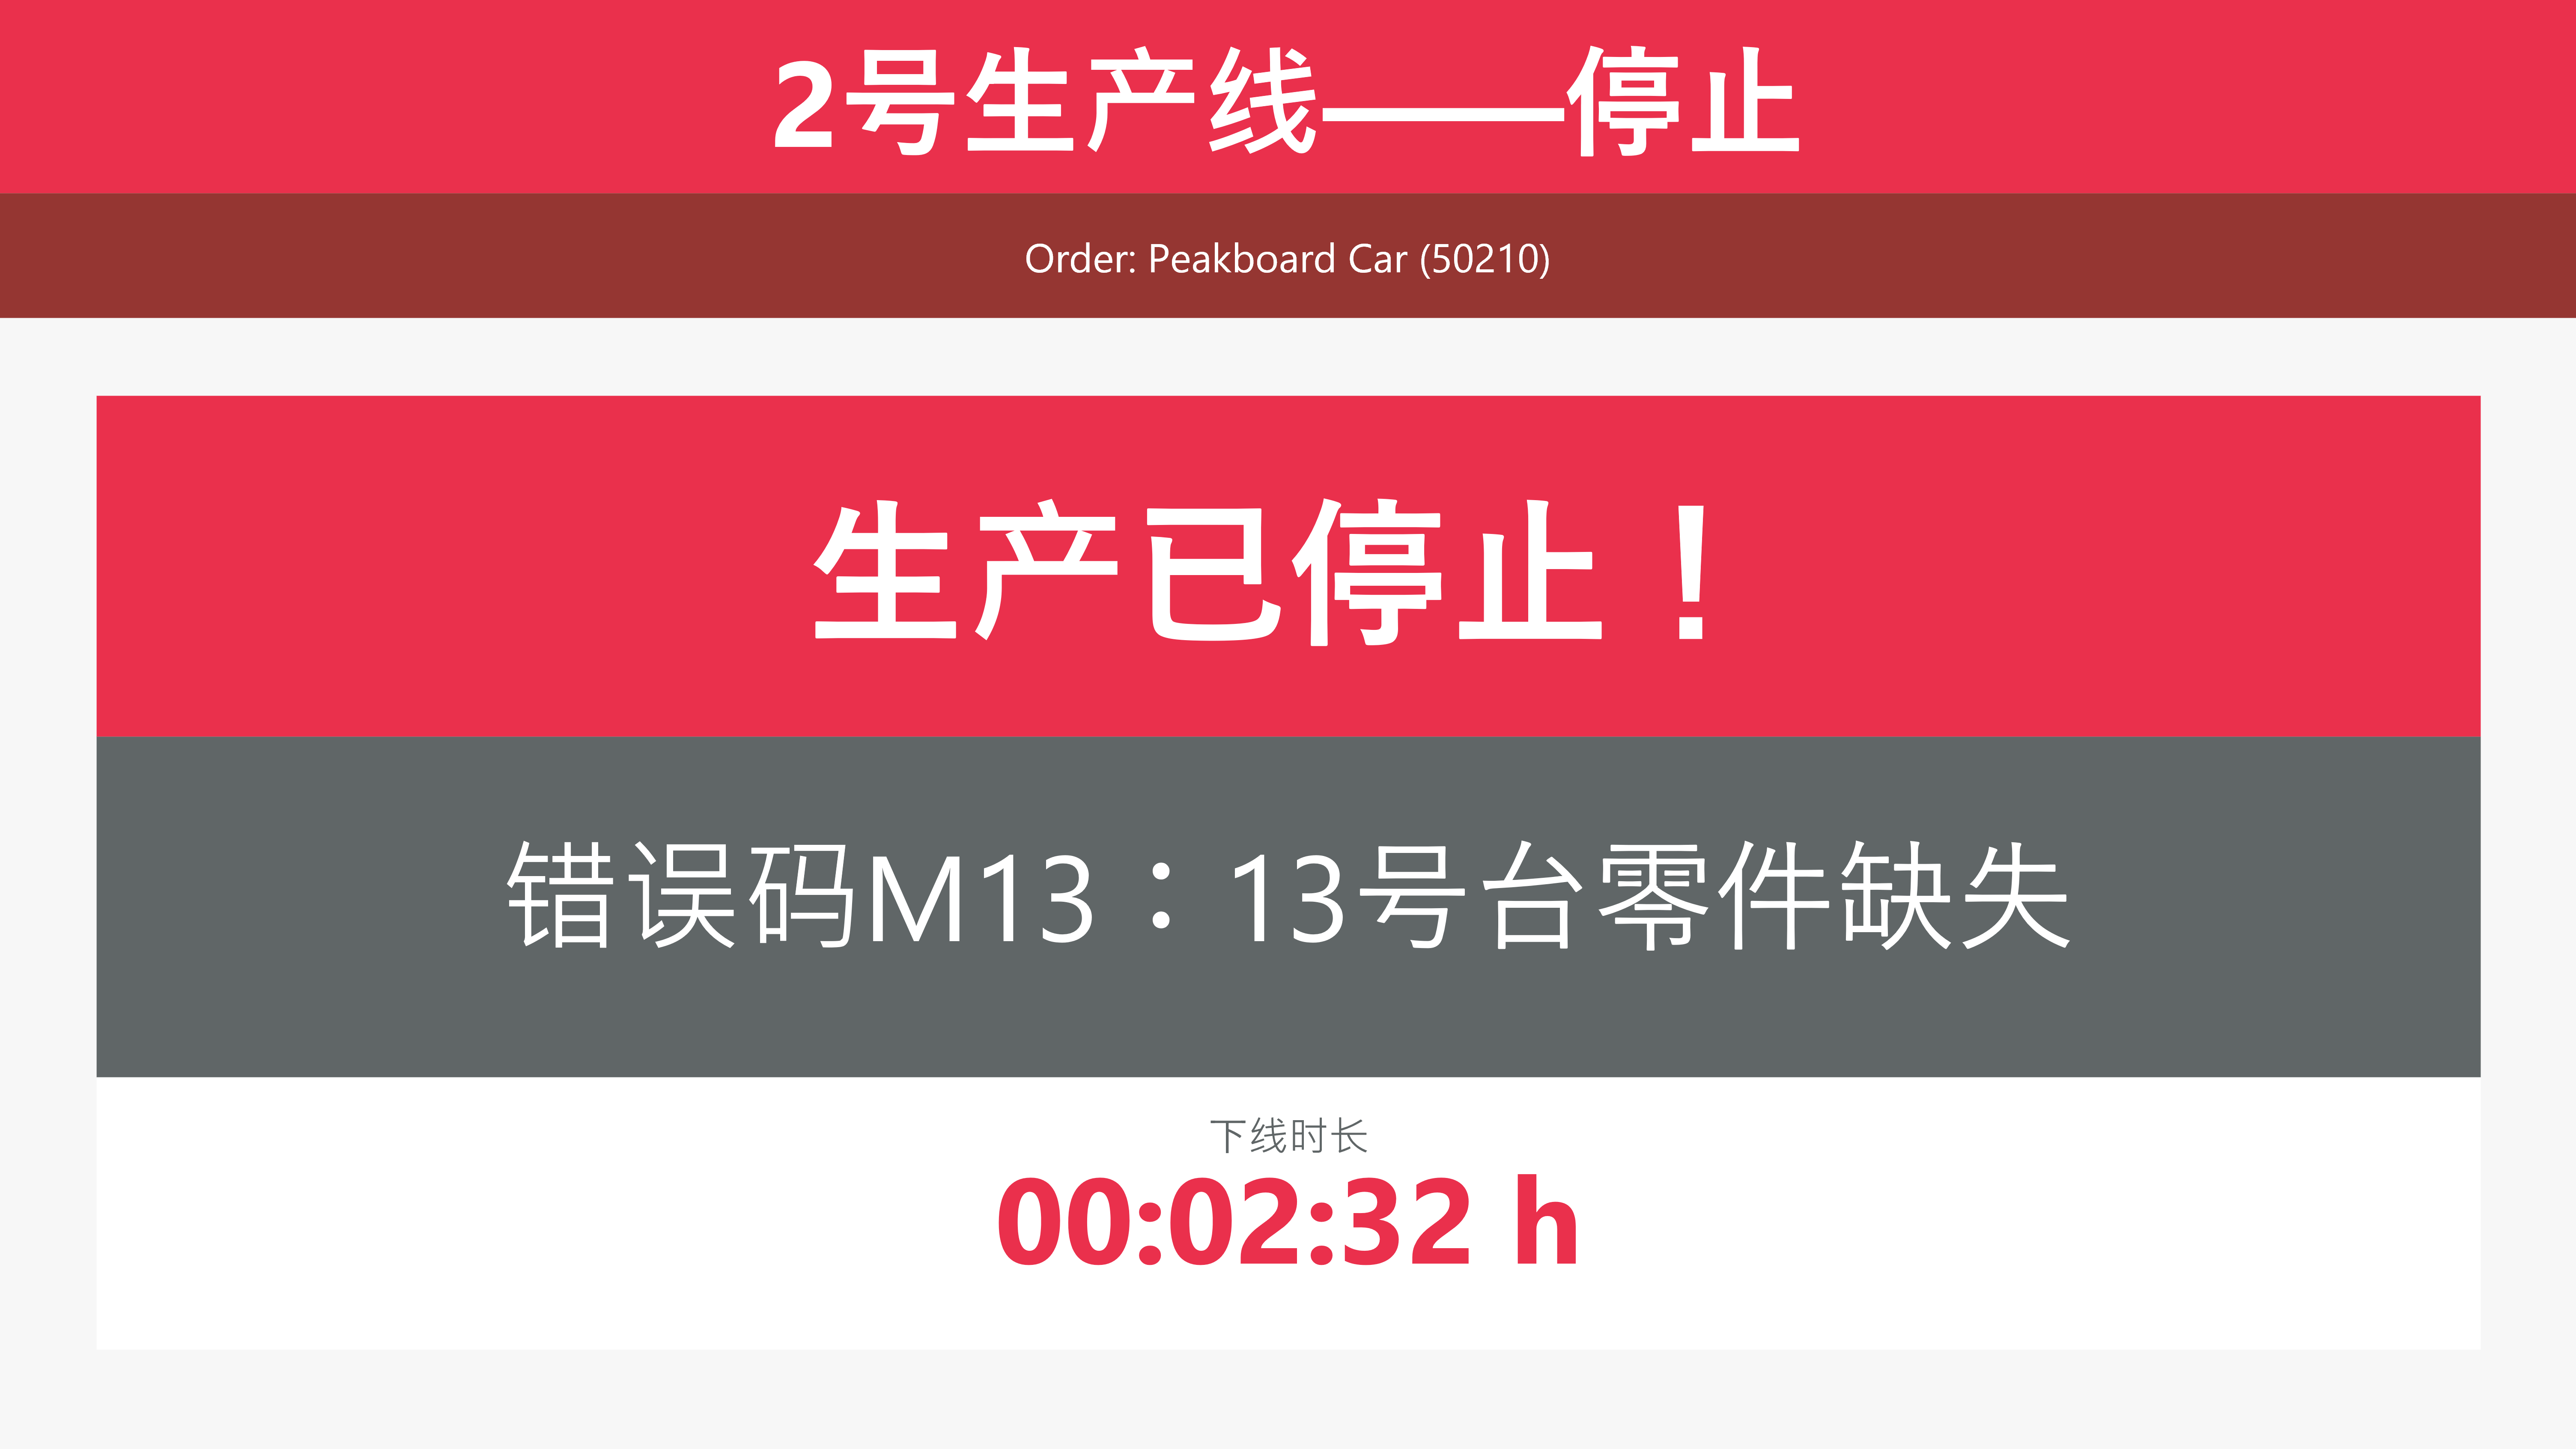 2号生产线——停止
Order: Peakboard Car (50210)
生产已停止！
错误码M13：13号台零件缺失
下线时长
00:02:32 h